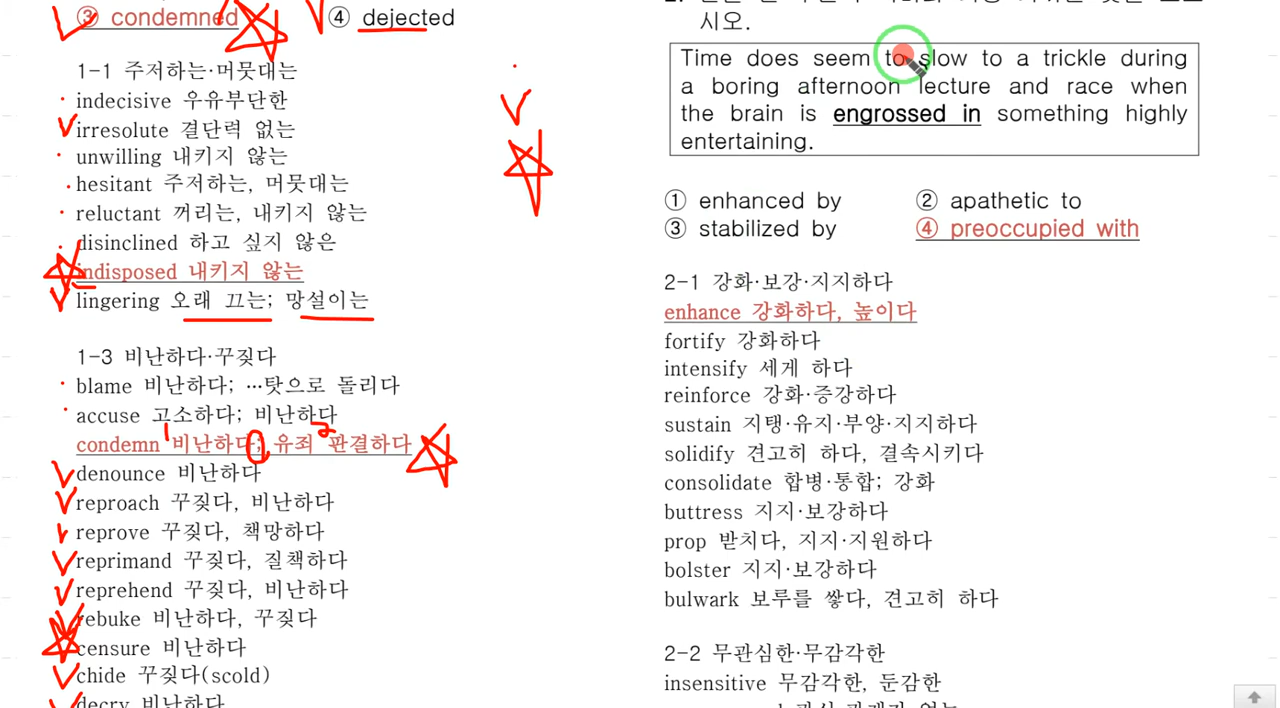 ③ condemned ④ dejected
1-1 주저하는·머뭇대는
indecisive 우유부단한
irresolute 결단력 없는
unwilling 내키지 않는
hesitant 주저하는, 머뭇대는
reluctant 꺼리는, 내키지 않는
disinclined 하고 싶지 않은
indisposed 내키지 않는
lingering 오래 끄는; 망설이는
1-3 비난하다·꾸짖다
blame 비난하다; …탓으로 돌리다
accuse 고소하다; 비난하다
condemn 1 비난하다; 유죄 2 판결하다
denounce 비난하다
reproach 꾸짖다, 비난하다
reprove 꾸짖다, 책망하다
reprimand 꾸짖다, 질책하다
reprehend 꾸짖다, 비난하다
rebuke 비난하다, 꾸짖다
censure 비난하다
chide 꾸짖다(scold)
decry 비난하다
시오.
Time does seem to slow to a trickle during
a boring afternoon lecture and race when
the brain is engrossed in something highly
entertaining.
① enhanced by ② apathetic to
③ stabilized by ④ preoccupied with
2-1 강화·보강·지지하다
enhance 강화하다, 높이다
fortify 강화하다
intensify 세게 하다
reinforce 강화·증강하다
sustain 지탱·유지·부양·지지하다
solidify 견고히 하다, 결속시키다
consolidate 합병·통합; 강화
buttress 지지·보강하다
prop 받치다, 지지·지원하다
bolster 지지·보강하다
bulwark 보루를 쌓다, 견고히 하다
2-2 무관심한·무감각한
insensitive 무감각한, 둔감한